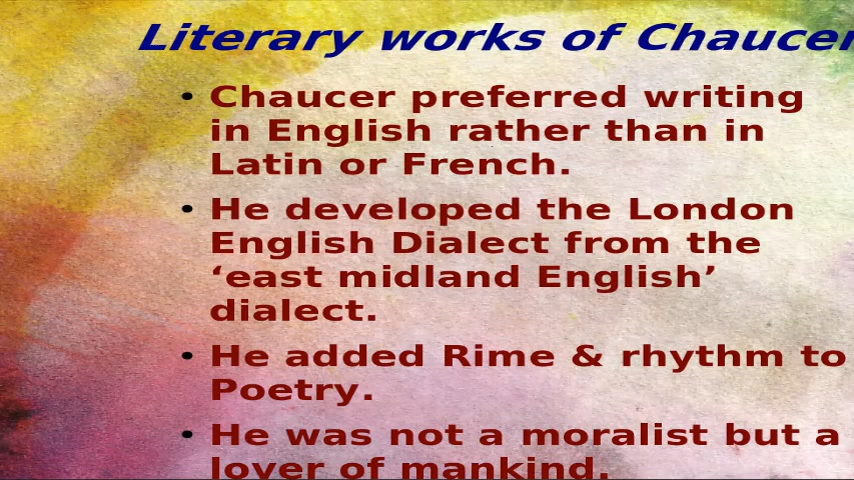 Literary works of Chaucer
• Chaucer preferred writing
in English rather than in
Latin or French.
• He developed the London
English Dialect from the
‘east midland English’
dialect.
• He added Rime & rhythm to
Poetry.
• He was not a moralist but a
lover of mankind.